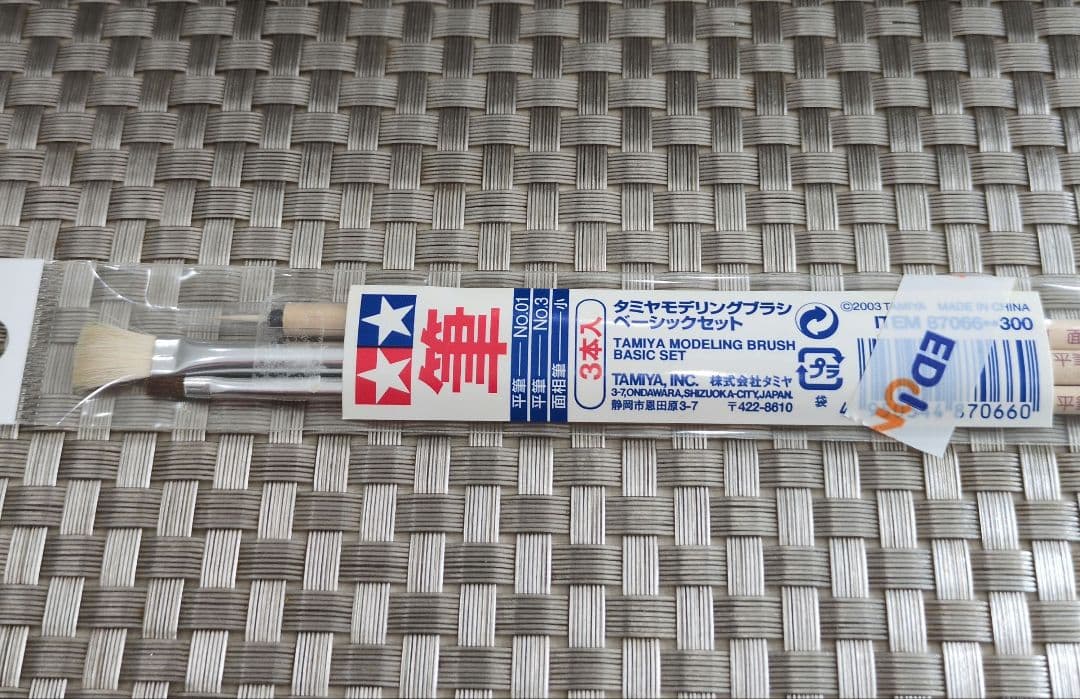 筆
平筆——No.01
平筆——No.3
面相筆——小
3本入
タミヤモデリングブラシ
ベーシックセット
TAMIYA MODELING BRUSH
BASIC SET
TAMIYA, INC. 株式会社タミヤ
3-7,ONDAWARA,SHIZUOKA-CITY,JAPAN.
静岡市恩田原3-7 〒422-8610
プラ
袋
©2003 TAMIYA MADE IN CHINA
ITEM 87066 300
870660